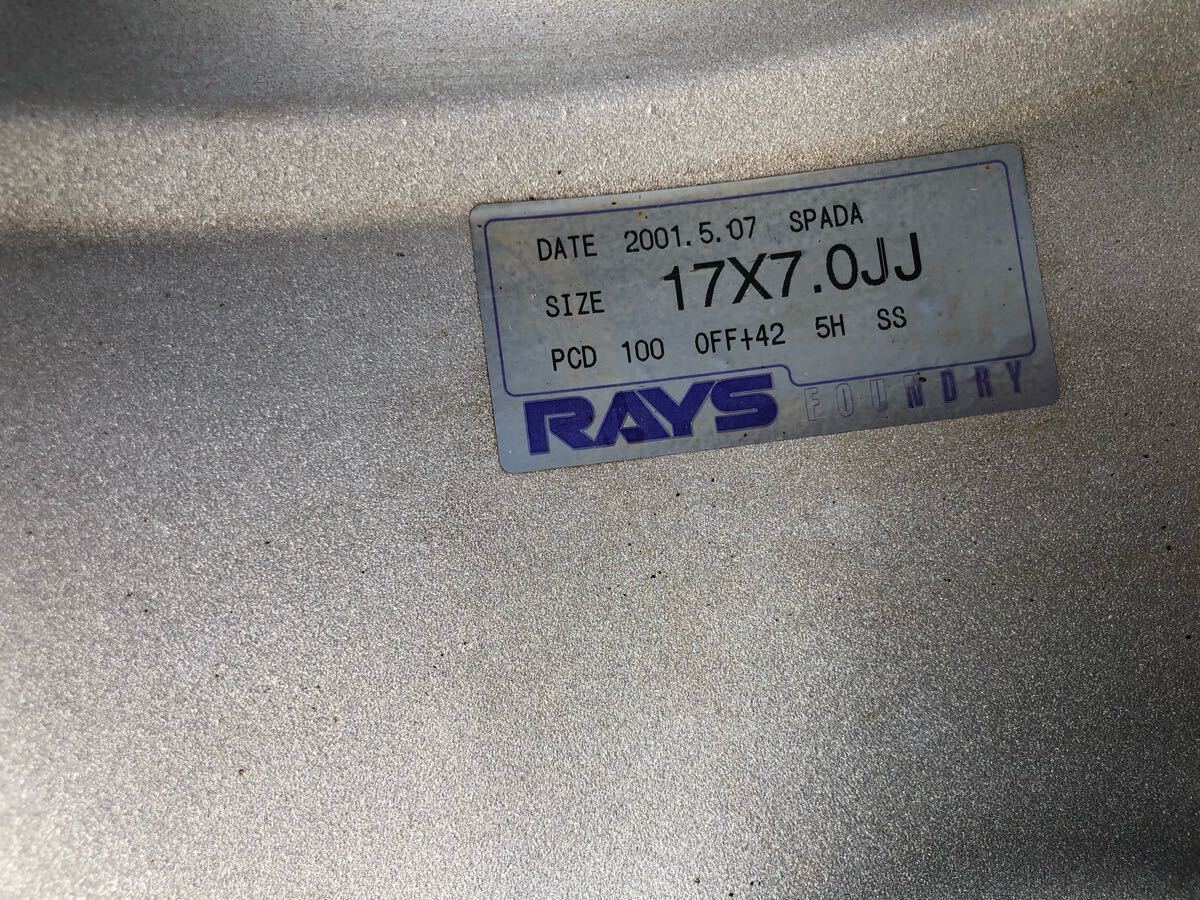 DATE 2001.5.07 SPADA
SIZE 17X7.0JJ
PCD 100 OFF+42 5H SS
RAYS FOUNDRY